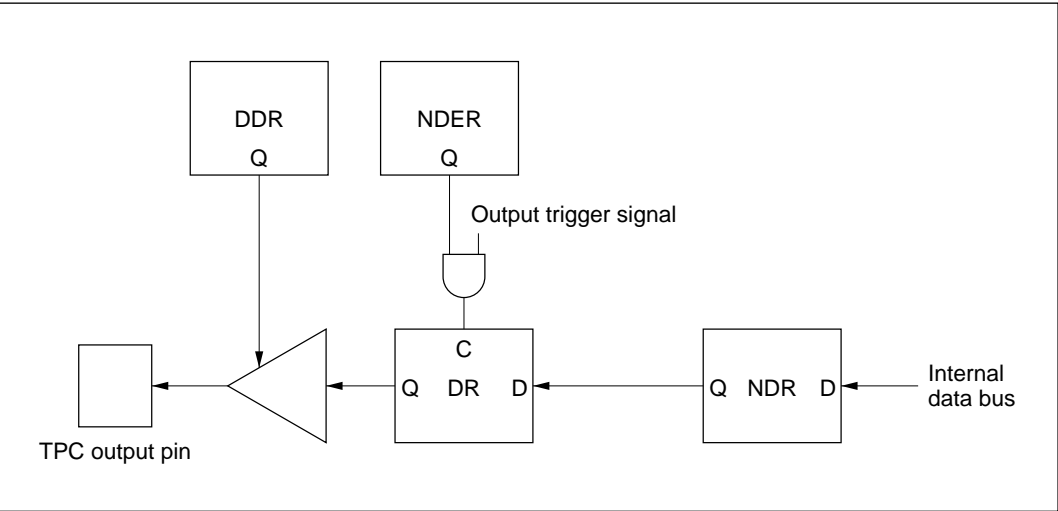 DDR
Q
NDER
Q
Output trigger signal
C
Q DR D
Q NDR D
Internal
data bus
TPC output pin